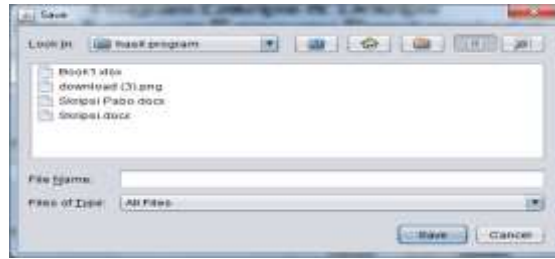 Save
Look In: hasil program
Book1.xlsx
download (3).png
Skripsi Pabo.docx
Skripsi.docx
File Name:
Files of Type: All Files
Save Cancel